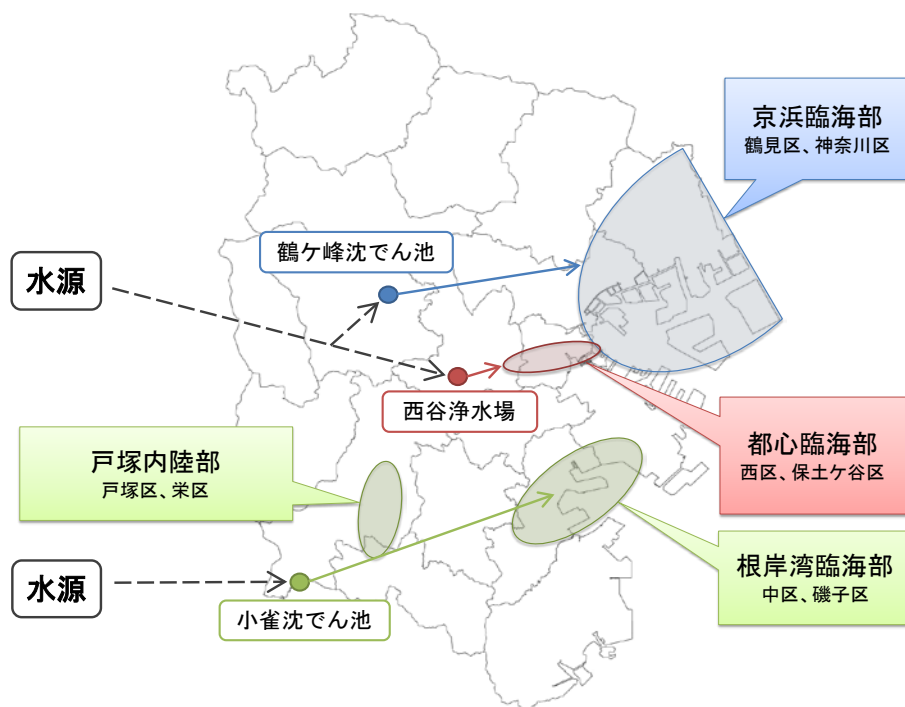 京浜臨海部
鶴見区、神奈川区
鶴ケ峰沈でん池
水源
西谷浄水場
都心臨海部
西区、保土ケ谷区
戸塚内陸部
戸塚区、栄区
根岸湾臨海部
中区、磯子区
水源
小雀沈でん池